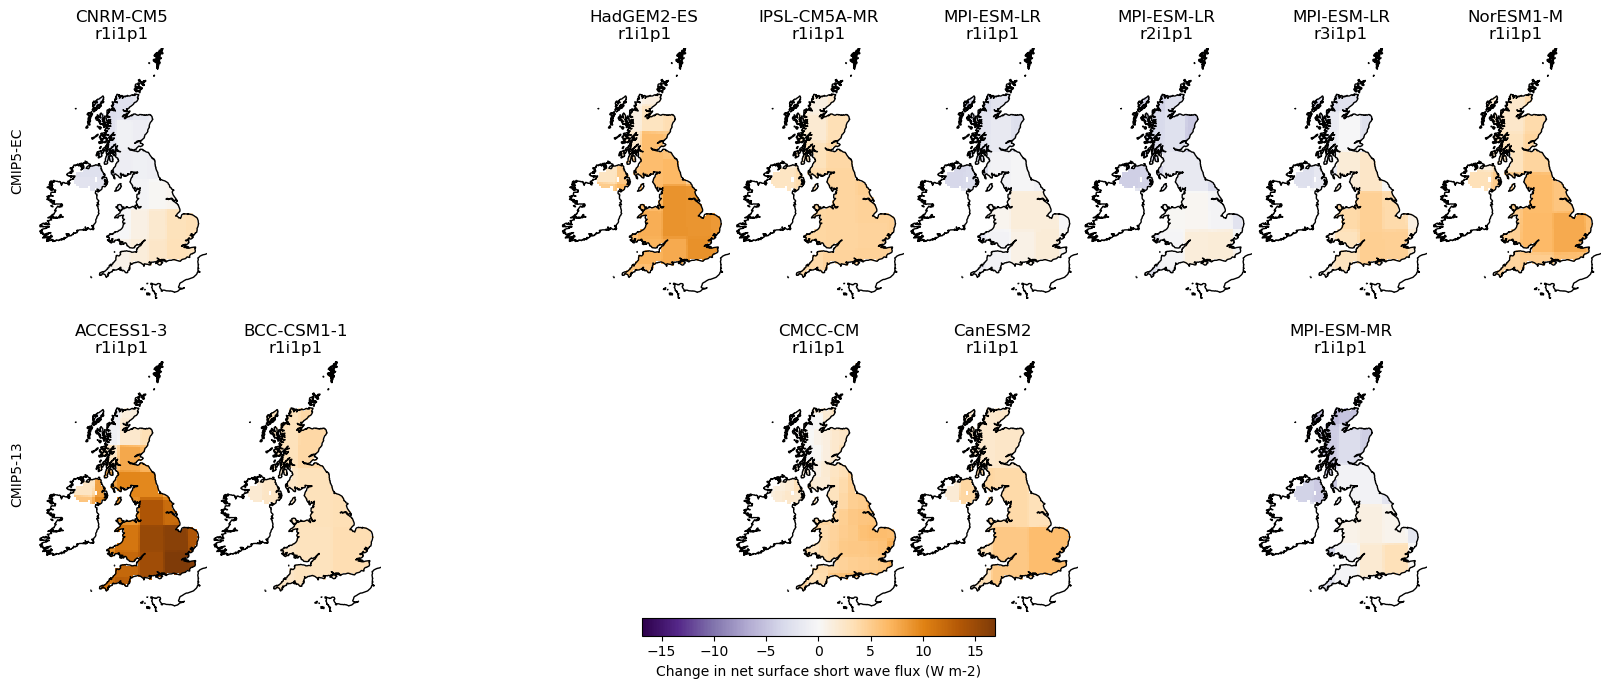 CNRM-CM5
r1i1p1
HadGEM2-ES
r1i1p1
IPSL-CM5A-MR
r1i1p1
MPI-ESM-LR
r1i1p1
MPI-ESM-LR
r2i1p1
MPI-ESM-LR
r3i1p1
NorESM1-M
r1i1p1
CMIP5-EC
ACCESS1-3
r1i1p1
BCC-CSM1-1
r1i1p1
CMCC-CM
r1i1p1
CanESM2
r1i1p1
MPI-ESM-MR
r1i1p1
CMIP5-13
−15 −10 −5 0 5 10 15
Change in net surface short wave flux (W m-2)